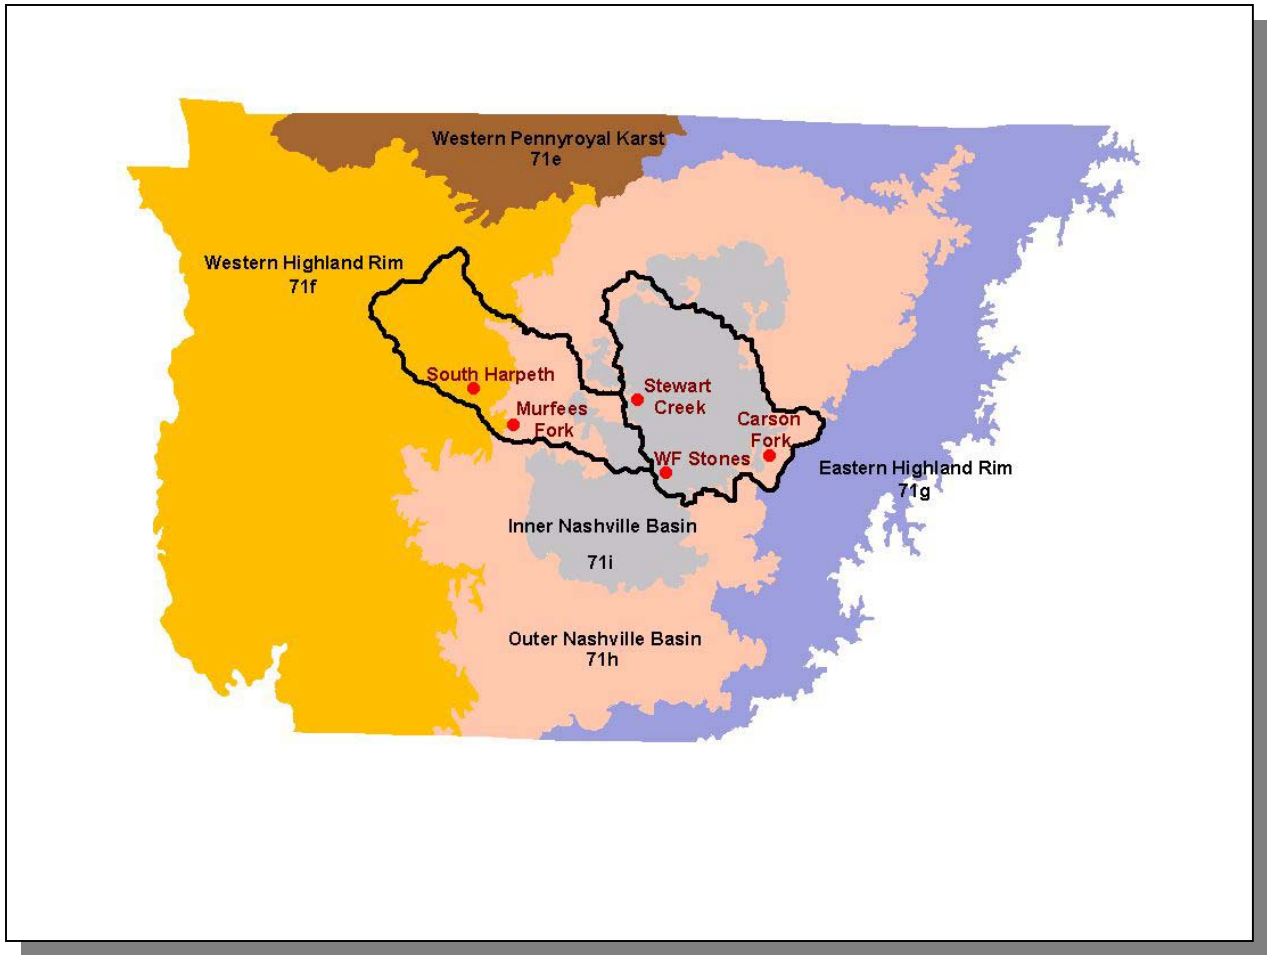 Western Pennyroyal Karst
71e
Western Highland Rim
71f
South Harpeth
Murfees
Fork
Stewart
Creek
Carson
Fork
WF Stones
Eastern Highland Rim
71g
Inner Nashville Basin
71i
Outer Nashville Basin
71h